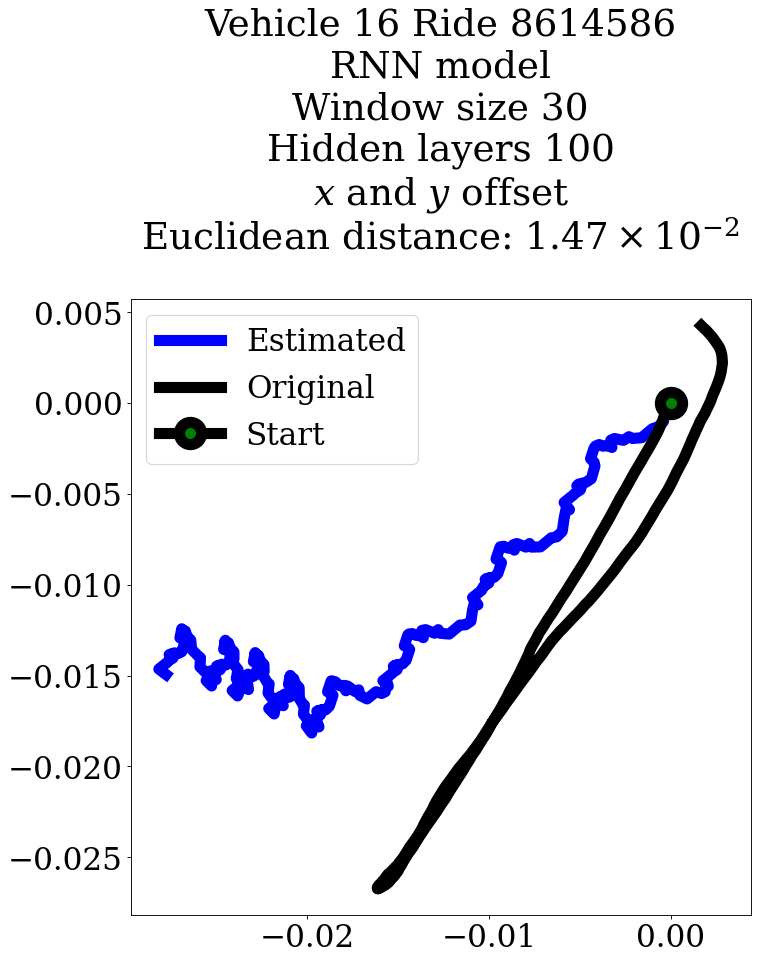 Vehicle 16 Ride 8614586
RNN model
Window size 30
Hidden layers 100
x and y offset
Euclidean distance: 1.47 × 10⁻²
Estimated
Original
Start
0.005
0.000
−0.005
−0.010
−0.015
−0.020
−0.025
−0.02
−0.01
0.00